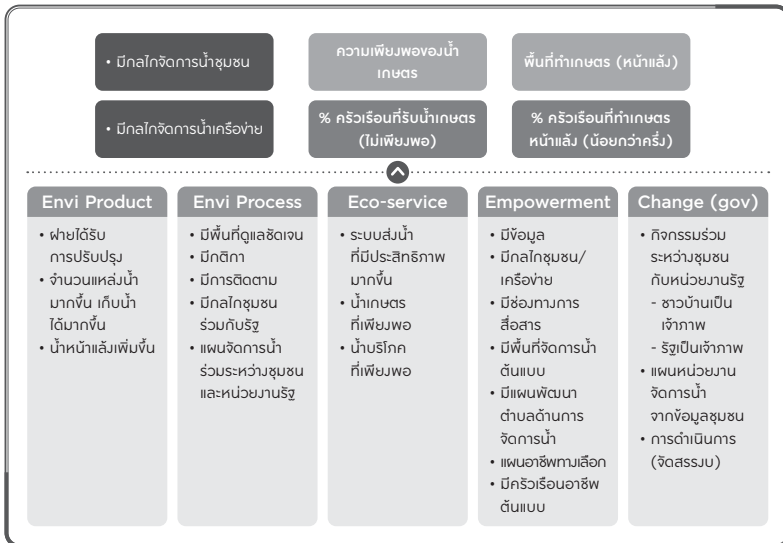 • มีกลไกจัดการน้ำชุมชน
ความเพียงพอของน้ำ
เกษตร
พื้นที่ทำเกษตร (หน้าแล้ง)
• มีกลไกจัดการน้ำเครือข่าย
% ครัวเรือนที่รับน้ำเกษตร
(ไม่เพียงพอ)
% ครัวเรือนที่ทำเกษตร
หน้าแล้ง (น้อยกว่าครึ่ง)
Envi Product
• ฝายได้รับ
การปรับปรุง
• จำนวนแหล่งน้ำ
มากขึ้น เก็บน้ำ
ได้มากขึ้น
• น้ำหน้าแล้งเพิ่มขึ้น
Envi Process
• มีพื้นที่ดูแลชัดเจน
• มีกติกา
• มีการติดตาม
• มีกลไกชุมชน
ร่วมกับรัฐ
• แผนจัดการน้ำ
ร่วมระหว่างชุมชน
และหน่วยงานรัฐ
Eco-service
• ระบบส่งน้ำ
ที่มีประสิทธิภาพ
มากขึ้น
• น้ำเกษตร
ที่เพียงพอ
• น้ำบริโภค
ที่เพียงพอ
Empowerment
• มีข้อมูล
• มีกลไกชุมชน/
เครือข่าย
• มีช่องทางการ
สื่อสาร
• มีพื้นที่จัดการน้ำ
ต้นแบบ
• มีแผนพัฒนา
ตำบลด้านการ
จัดการน้ำ
• แผนอาชีพทางเลือก
• มีครัวเรือนอาชีพ
ต้นแบบ
Change (gov)
• กิจกรรมร่วม
ระหว่างชุมชน
กับหน่วยงานรัฐ
- ชาวบ้านเป็น
เจ้าภาพ
- รัฐเป็นเจ้าภาพ
• แผนหน่วยงาน
จัดการน้ำ
จากข้อมูลชุมชน
• การดำเนินการ
(จัดสรรงบ)